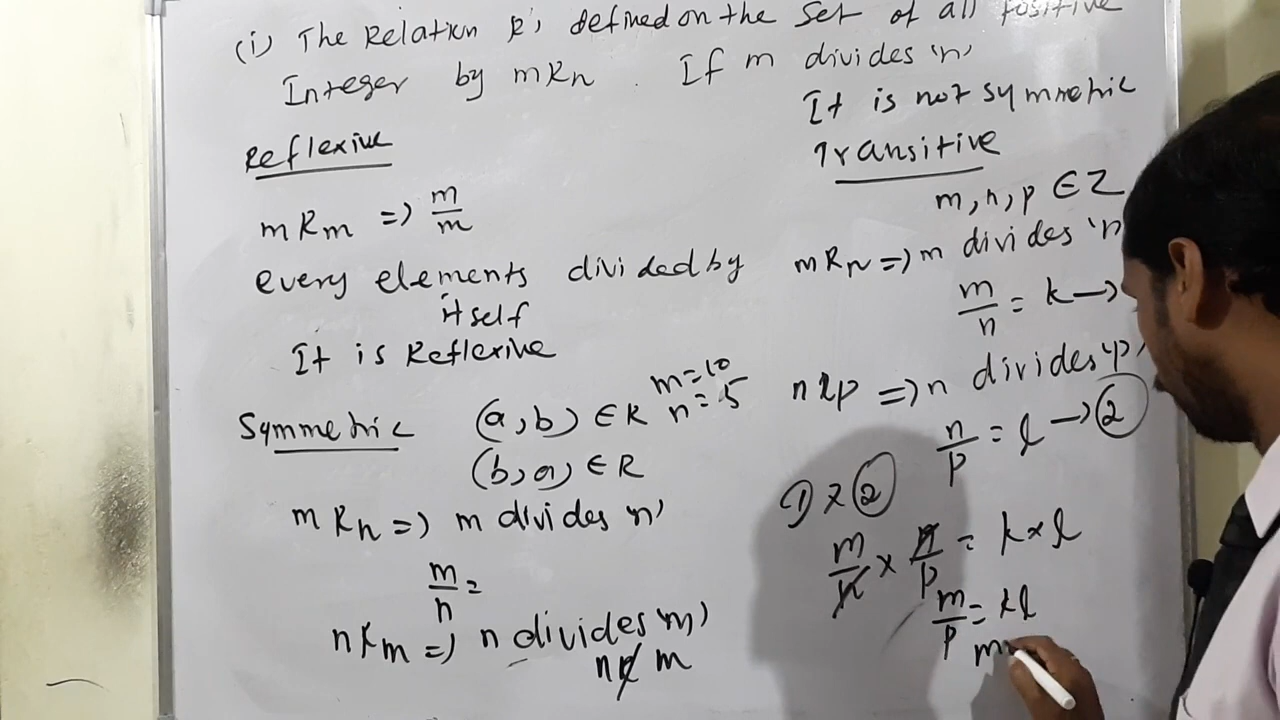 (i) The Relation R', defined on the Set of all Positive
Integer by mRn . If m divides 'n'
Reflexive
mRm => m/m
every elements divided by
itself
It is Reflexive
Symmetric (a,b) ∈ R
(b,a) ∈ R
m=10
n=5
mRn => m divides 'n'
m/n =
nRm => n divides 'm'
nR̸ m
It is not symmetric
Transitive
m,n,p ∈ Z
mRn => m divides 'n
m/n = k →
nRp => n divides 'p'
n/p = l → ②
① × ②
m/n × n/p = k × l
m/p = kl
m